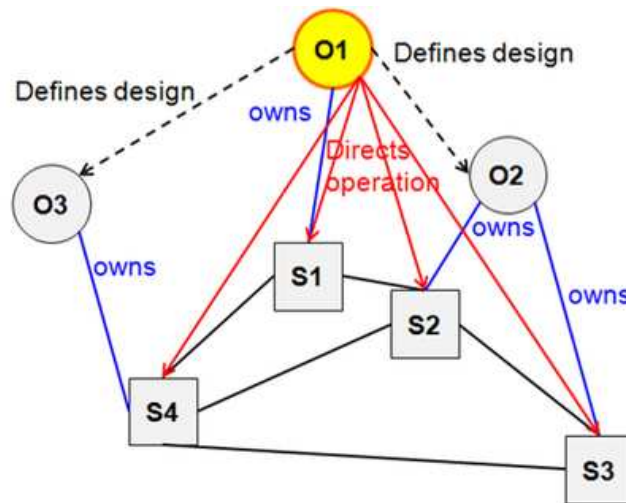 O1
Defines design
Defines design
owns
Directs
operation
O3
O2
owns
owns
S1
owns
S2
S4
S3